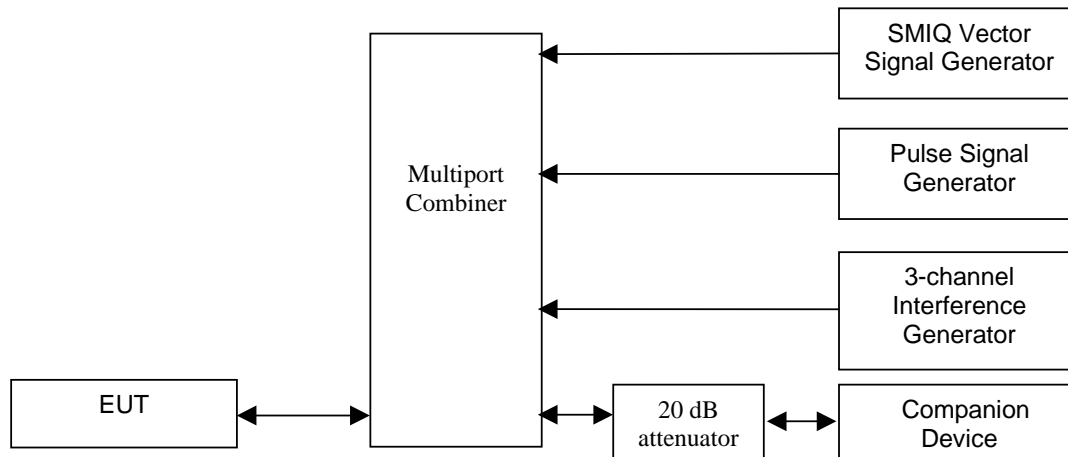 SMIQ Vector
Signal Generator
Pulse Signal
Generator
Multiport
Combiner
3-channel
Interference
Generator
EUT
20 dB
attenuator
Companion
Device